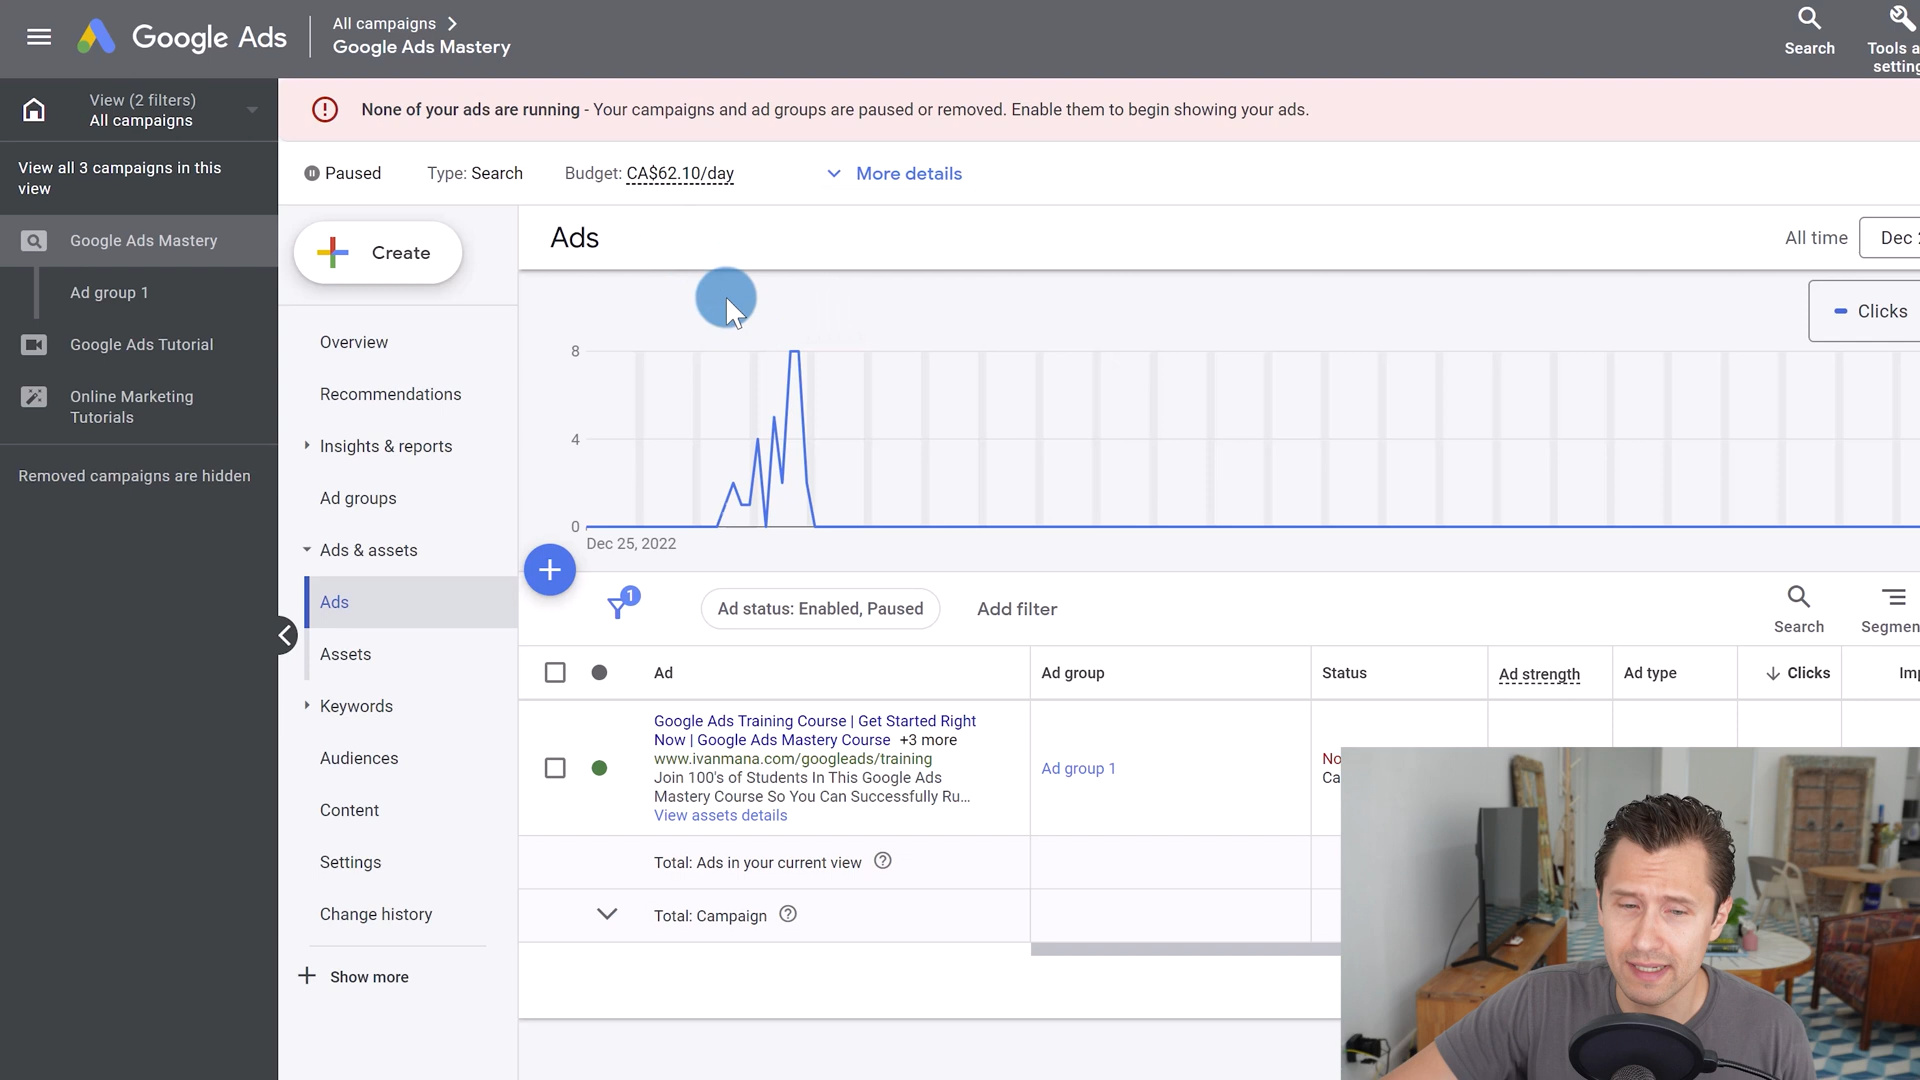 Google Ads
All campaigns
Google Ads Mastery
Search
Tools a
setting
View (2 filters)
All campaigns
None of your ads are running - Your campaigns and ad groups are paused or removed. Enable them to begin showing your ads.
View all 3 campaigns in this
view
Google Ads Mastery
Ad group 1
Google Ads Tutorial
Online Marketing
Tutorials
Removed campaigns are hidden
Paused
Type: Search
Budget: CA$62.10/day
More details
Create
Overview
Recommendations
Insights & reports
Ad groups
Ads & assets
Ads
Assets
Keywords
Audiences
Content
Settings
Change history
Show more
Ads
All time
Dec 2
Clicks
8
4
0
Dec 25, 2022
1
Ad status: Enabled, Paused
Add filter
Search
Segmen
Ad
Ad group
Status
Ad strength
Ad type
Clicks
Imp
Google Ads Training Course | Get Started Right
Now | Google Ads Mastery Course +3 more
www.ivanmana.com/googleads/training
Join 100's of Students In This Google Ads
Mastery Course So You Can Successfully Ru...
View assets details
Ad group 1
No
Ca
Total: Ads in your current view
Total: Campaign